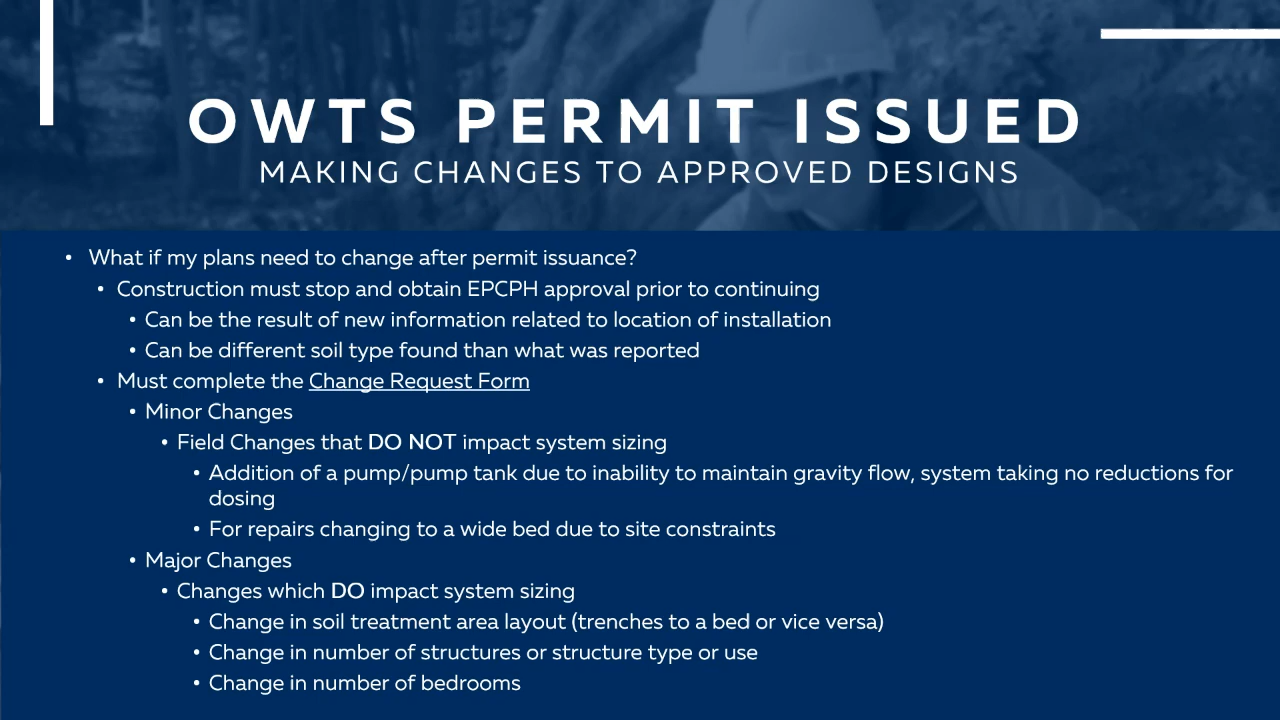 OWTS PERMIT ISSUED
MAKING CHANGES TO APPROVED DESIGNS
• What if my plans need to change after permit issuance?
• Construction must stop and obtain EPCPH approval prior to continuing
• Can be the result of new information related to location of installation
• Can be different soil type found than what was reported
• Must complete the Change Request Form
• Minor Changes
• Field Changes that DO NOT impact system sizing
• Addition of a pump/pump tank due to inability to maintain gravity flow, system taking no reductions for
dosing
• For repairs changing to a wide bed due to site constraints
• Major Changes
• Changes which DO impact system sizing
• Change in soil treatment area layout (trenches to a bed or vice versa)
• Change in number of structures or structure type or use
• Change in number of bedrooms